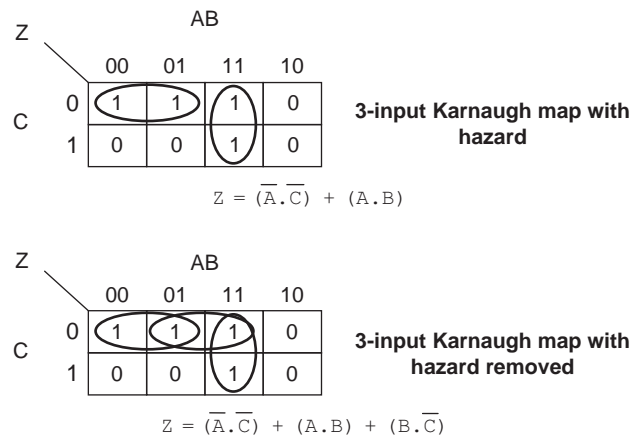 AB
Z
00 01 11 10
0 1 1 1 0
C
1 0 0 1 0
3-input Karnaugh map with
hazard
Z = (A̅.C̅) + (A.B)
Z
AB
00 01 11 10
0 1 1 1 0
C
1 0 0 1 0
3-input Karnaugh map with
hazard removed
Z = (A̅.C̅) + (A.B) + (B.C̅)